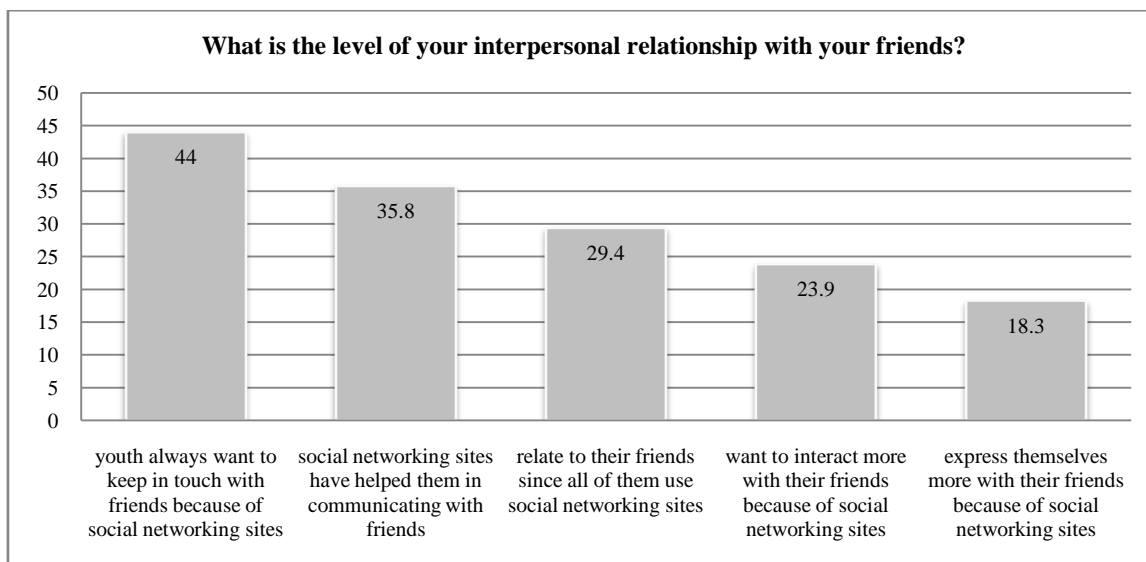 What is the level of your interpersonal relationship with your friends?
50
45
40
35
30
25
20
15
10
5
0
44
35.8
29.4
23.9
18.3
youth always want to
keep in touch with
friends because of
social networking sites
social networking sites
have helped them in
communicating with
friends
relate to their friends
since all of them use
social networking sites
want to interact more
with their friends
because of social
networking sites
express themselves
more with their friends
because of social
networking sites